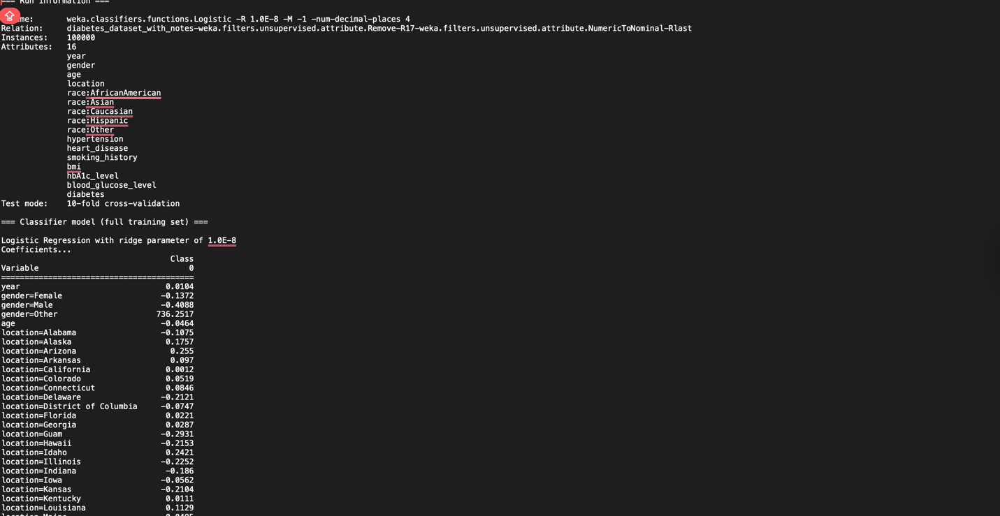 === Run information ===
me: weka.classifiers.functions.Logistic -R 1.0E-8 -M -1 -num-decimal-places 4
Relation: diabetes_dataset_with_notes-weka.filters.unsupervised.attribute.Remove-R17-weka.filters.unsupervised.attribute.NumericToNominal-Rlast
Instances: 100000
Attributes: 16
year
gender
age
location
race:AfricanAmerican
race:Asian
race:Caucasian
race:Hispanic
race:Other
hypertension
heart_disease
smoking_history
bmi
hbA1c_level
blood_glucose_level
diabetes
Test mode: 10-fold cross-validation
=== Classifier model (full training set) ===
Logistic Regression with ridge parameter of 1.0E-8
Coefficients...
Class
Variable 0
=========================================
year 0.0104
gender=Female -0.1372
gender=Male -0.4088
gender=Other 736.2517
age -0.0464
location=Alabama -0.1075
location=Alaska 0.1757
location=Arizona 0.255
location=Arkansas 0.097
location=California 0.0012
location=Colorado 0.0519
location=Connecticut 0.0846
location=Delaware -0.2121
location=District of Columbia -0.0747
location=Florida 0.0221
location=Georgia 0.0287
location=Guam -0.2931
location=Hawaii -0.2153
location=Idaho 0.2421
location=Illinois -0.2252
location=Indiana -0.186
location=Iowa -0.0562
location=Kansas -0.2104
location=Kentucky 0.0111
location=Louisiana 0.1129